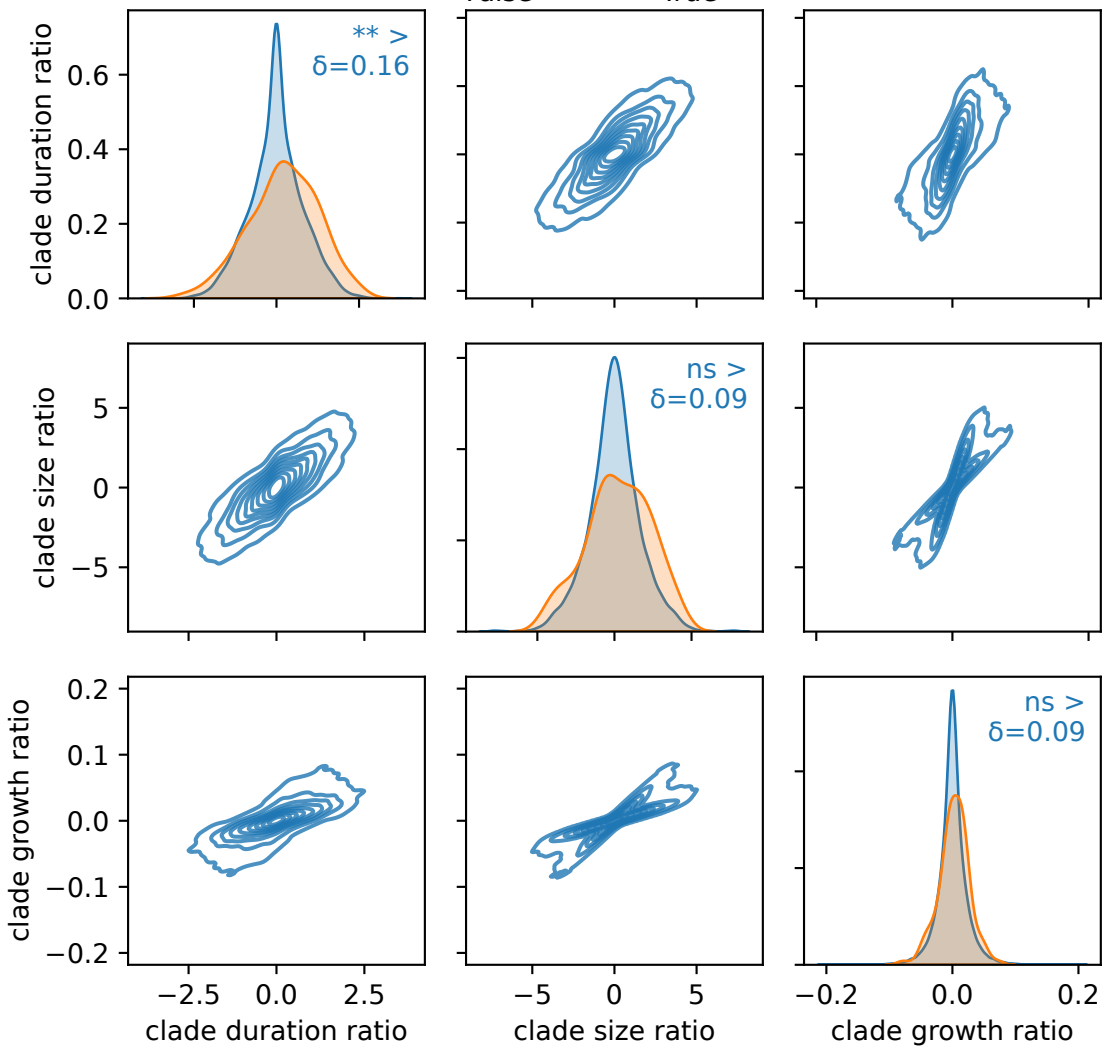 True
** >
δ=0.16
clade duration ratio
0.6
0.4
0.2
0.0
ns >
δ=0.09
clade size ratio
5
0
−5
ns >
δ=0.09
clade growth ratio
0.2
0.1
0.0
−0.1
−0.2
−2.5 0.0 2.5
−5 0 5
−0.2 0.0 0.2
clade duration ratio
clade size ratio
clade growth ratio